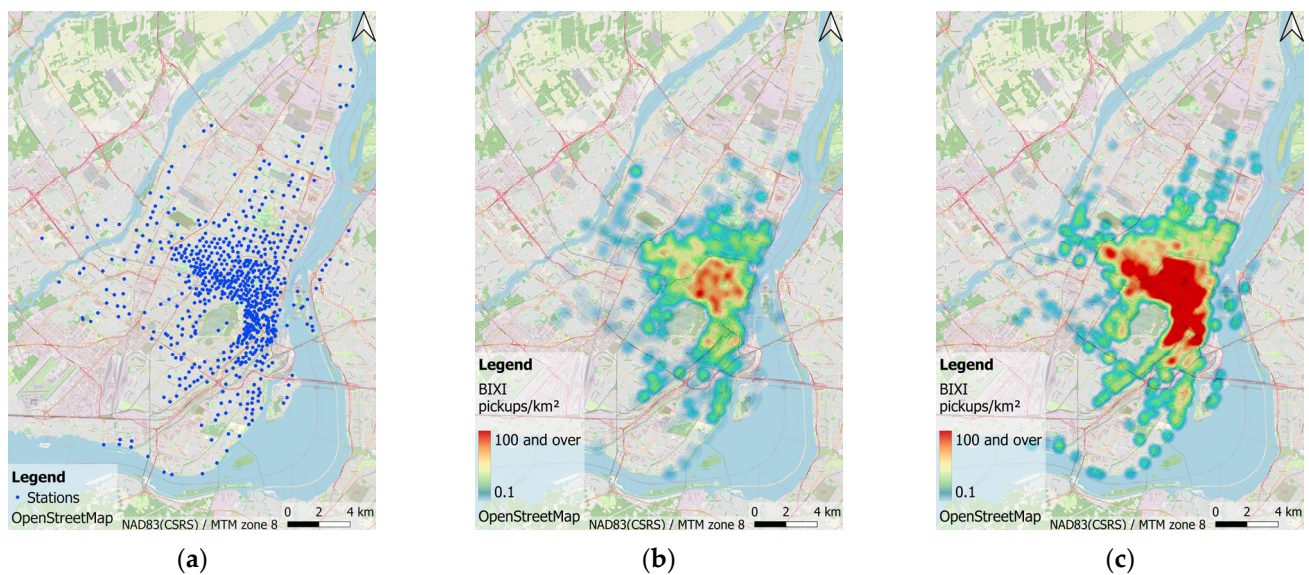 Legend
Stations
OpenStreetMap
NAD83(CSRS) / MTM zone 8
0 2 4 km
(a)
Legend
BIXI
pickups/km²
100 and over
0.1
OpenStreetMap
NAD83(CSRS) / MTM zone 8
0 2 4 km
(b)
Legend
BIXI
pickups/km²
100 and over
0.1
OpenStreetMap
NAD83(CSRS) / MTM zone 8
0 2 4 km
(c)